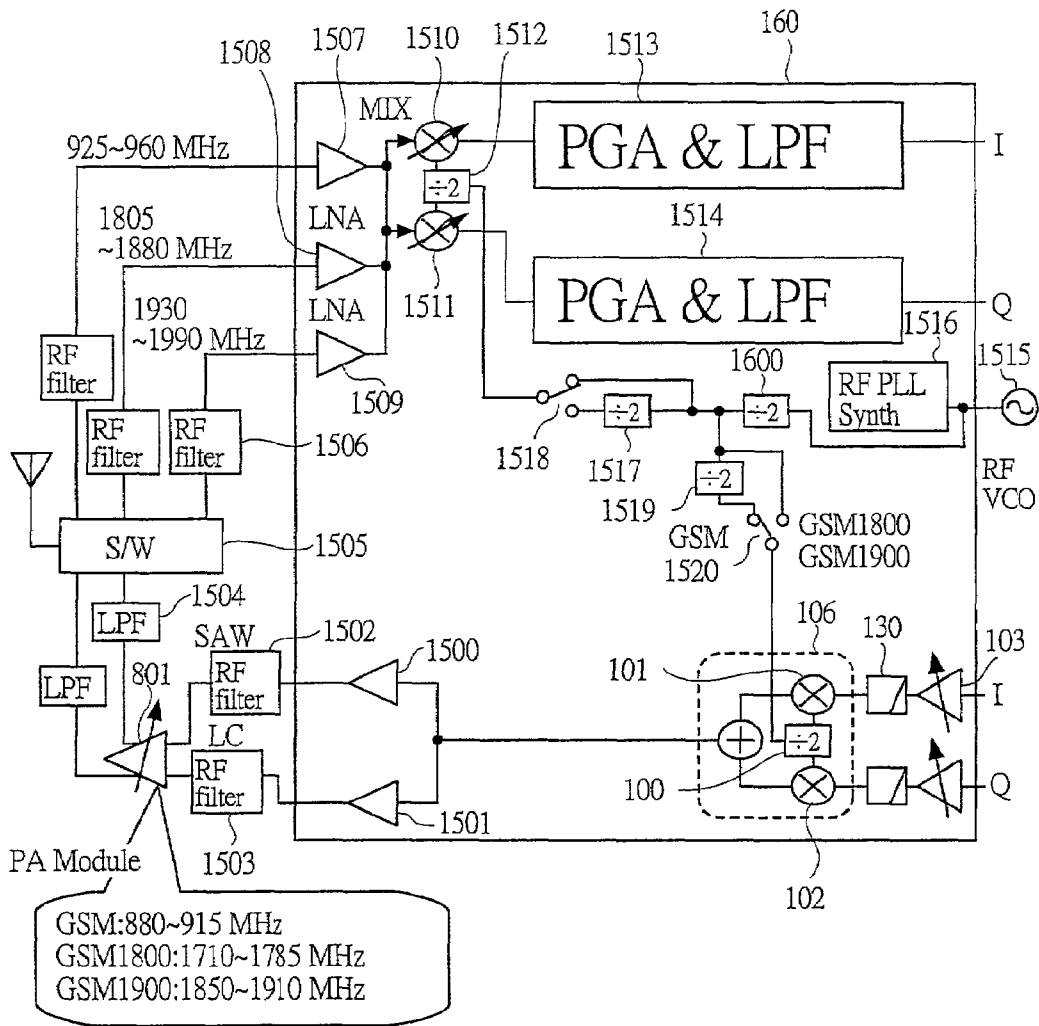 1507
1510
1512
160
1508
1513
MIX
925~960 MHz
PGA & LPF
I
÷2
LNA
1805
~1880 MHz
1514
1511
PGA & LPF
Q
1930
~1990 MHz
LNA
1516
1515
RF
filter
1509
1600
RF PLL
Synth
÷2
÷2
RF
filter
RF
filter
1506
1518
1517
÷2
RF
VCO
1519
GSM
1520
GSM1800
GSM1900
S/W
1505
1504
LPF
SAW
1502
1500
106
130
103
LPF
801
RF
filter
101
I
LC
÷2
RF
filter
100
Q
1501
1503
102
PA Module
GSM:880~915 MHz
GSM1800:1710~1785 MHz
GSM1900:1850~1910 MHz